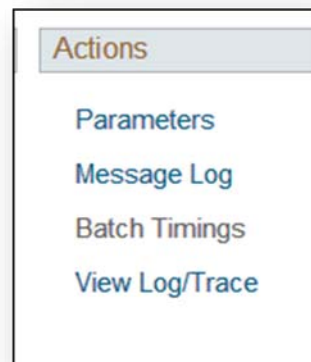 Actions
Parameters
Message Log
Batch Timings
View Log/Trace